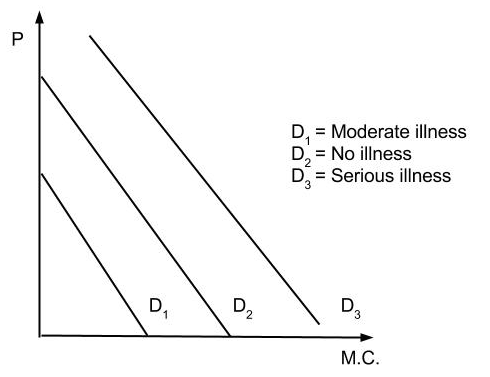 P
D₁ = Moderate illness
D₂ = No illness
D₃ = Serious illness
D₁
D₂
D₃
M.C.